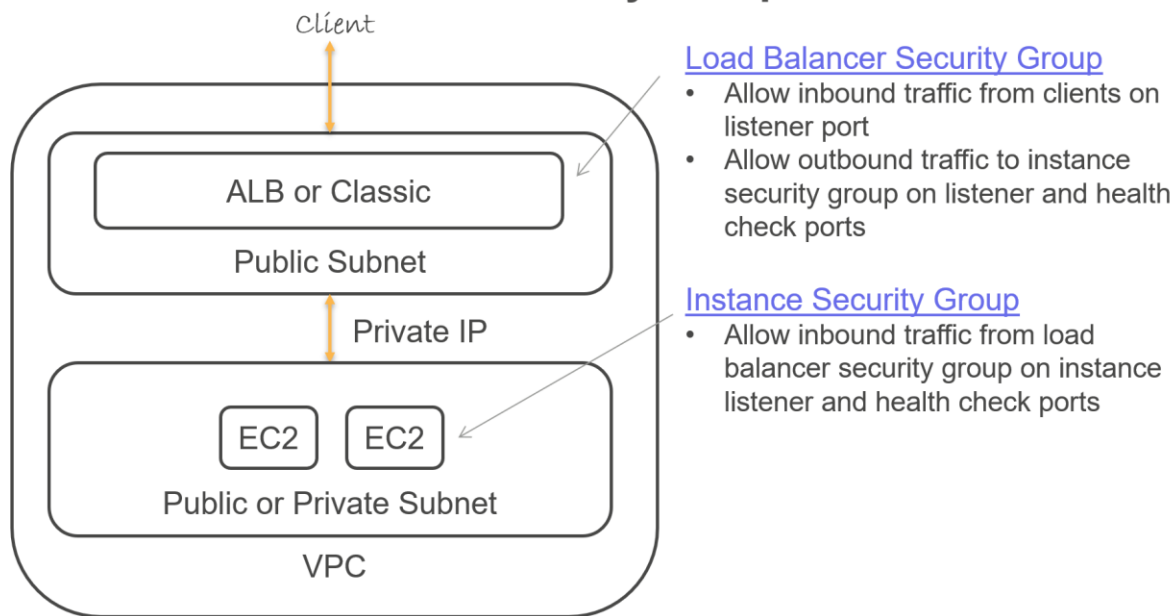 Client
ALB or Classic
Public Subnet
Private IP
EC2 EC2
Public or Private Subnet
VPC
Load Balancer Security Group
• Allow inbound traffic from clients on
listener port
• Allow outbound traffic to instance
security group on listener and health
check ports
Instance Security Group
• Allow inbound traffic from load
balancer security group on instance
listener and health check ports